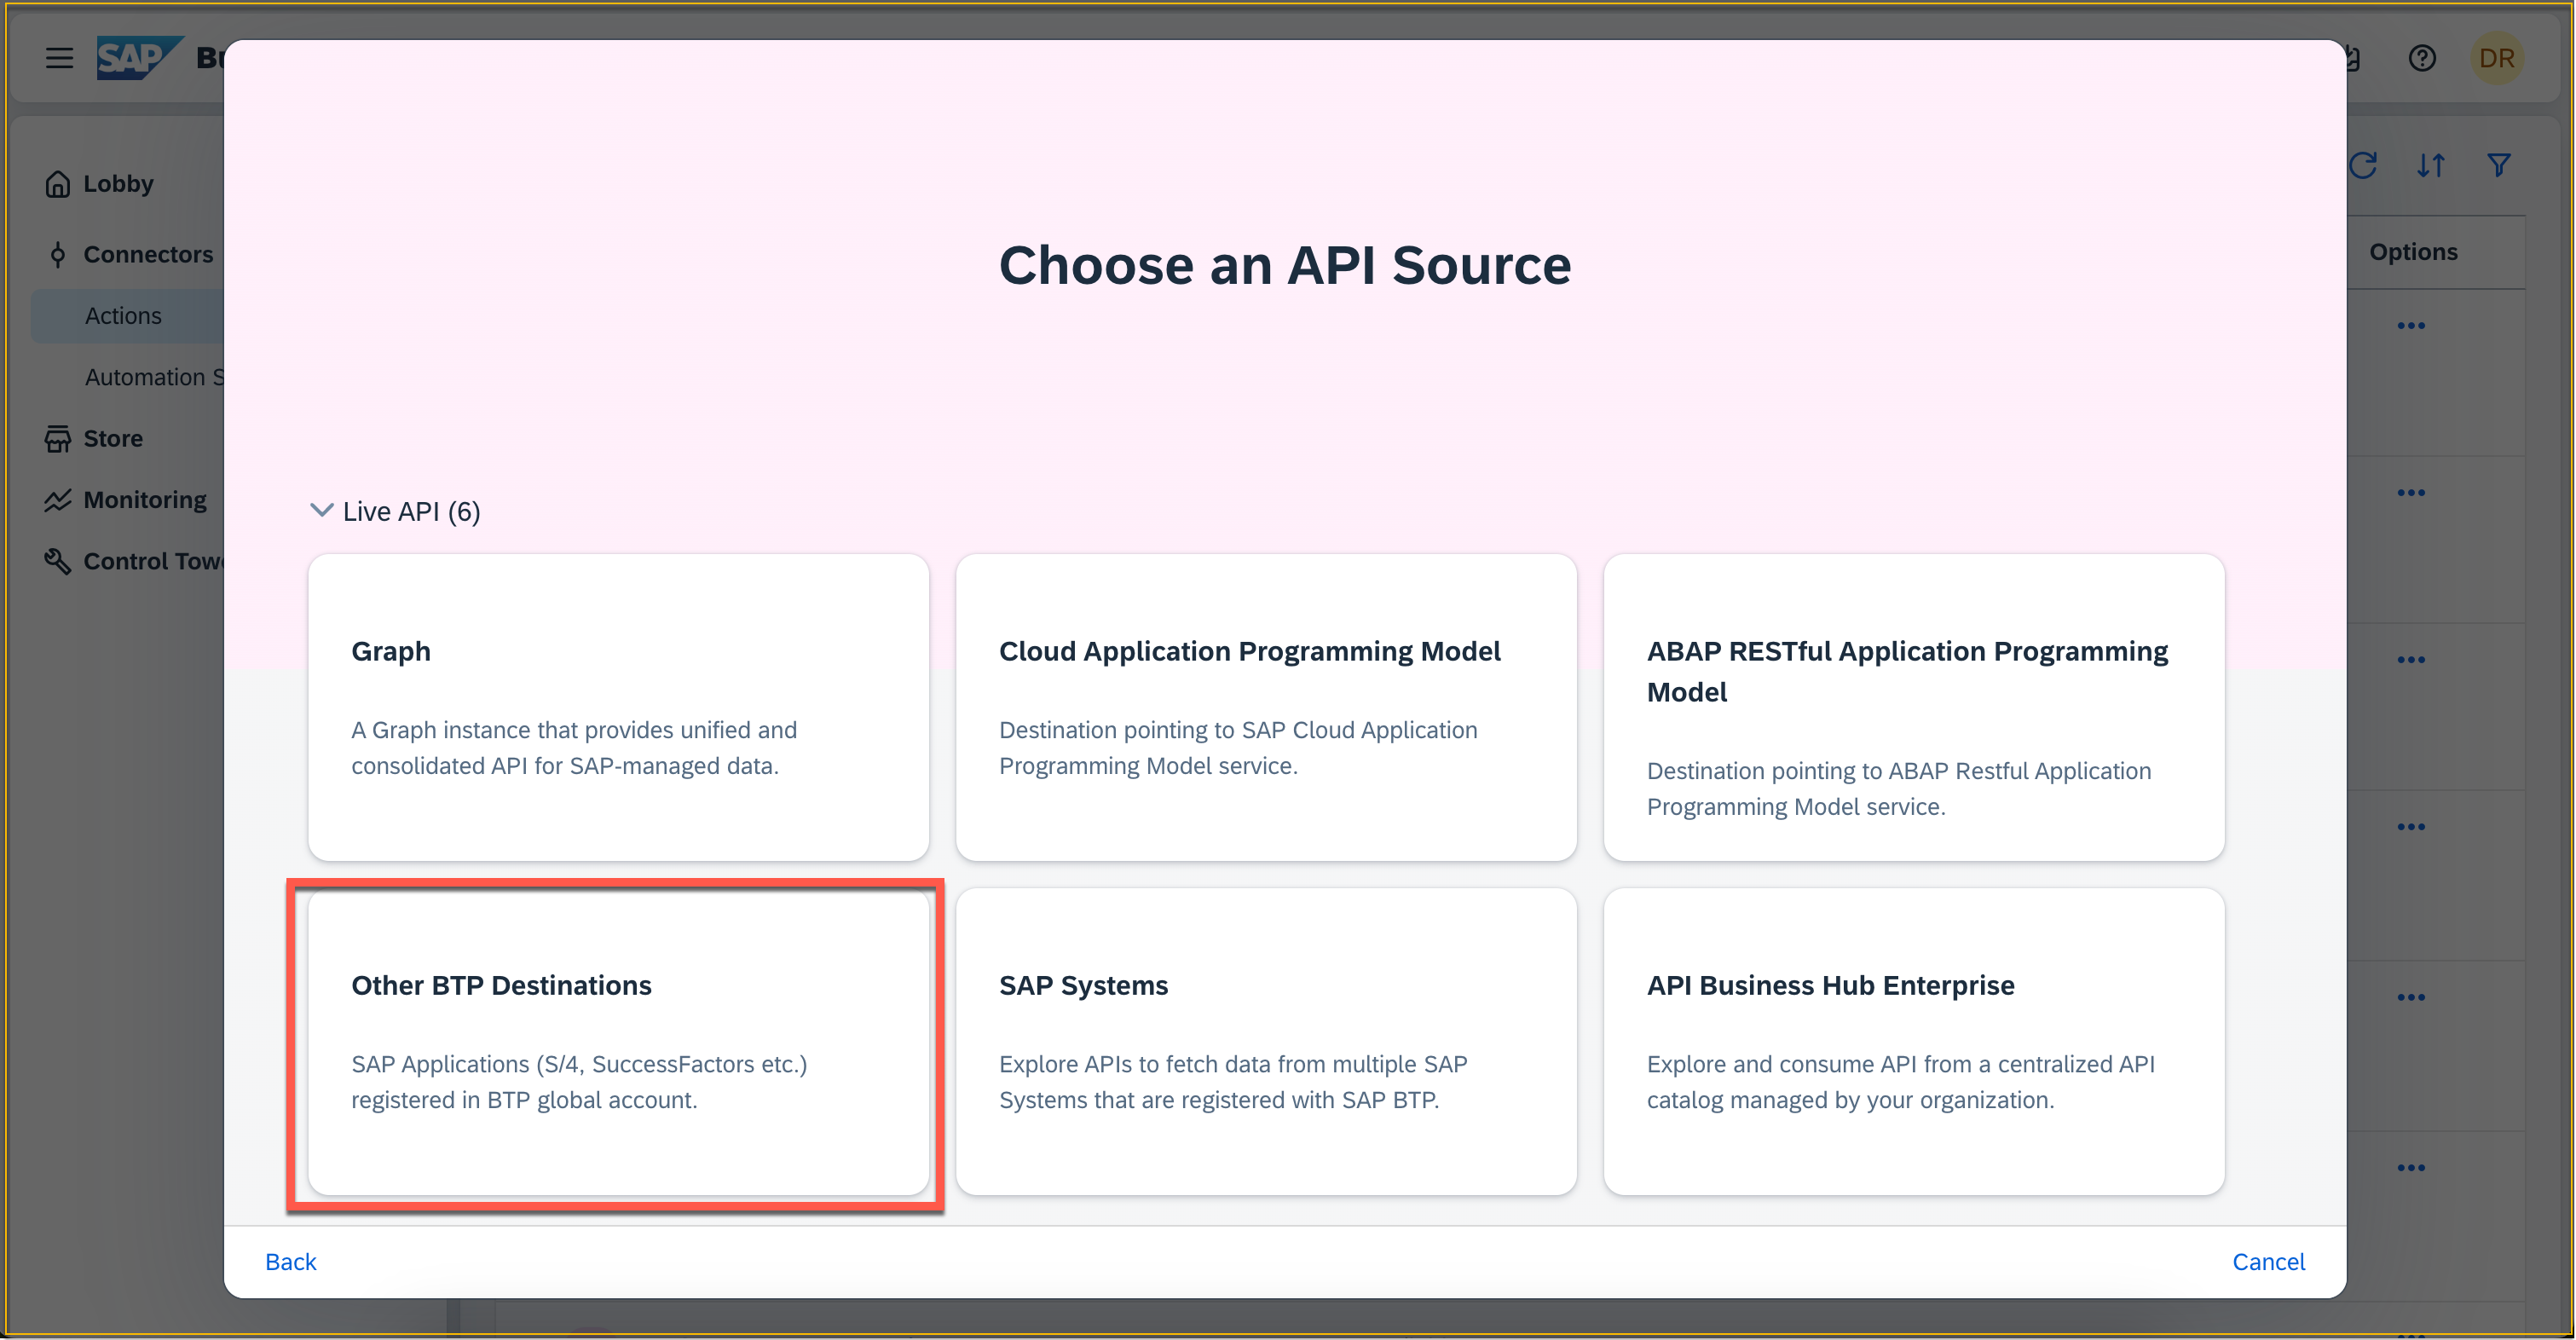 SAP
DR
Lobby
Connectors
Actions
Automation
Store
Monitoring
Control
Options
Choose an API Source
Live API (6)
Graph
A Graph instance that provides unified and
consolidated API for SAP-managed data.
Cloud Application Programming Model
Destination pointing to SAP Cloud Application
Programming Model service.
ABAP RESTful Application Programming
Model
Destination pointing to ABAP Restful Application
Programming Model service.
Other BTP Destinations
SAP Applications (S/4, SuccessFactors etc.)
registered in BTP global account.
SAP Systems
Explore APIs to fetch data from multiple SAP
Systems that are registered with SAP BTP.
API Business Hub Enterprise
Explore and consume API from a centralized API
catalog managed by your organization.
Back
Cancel